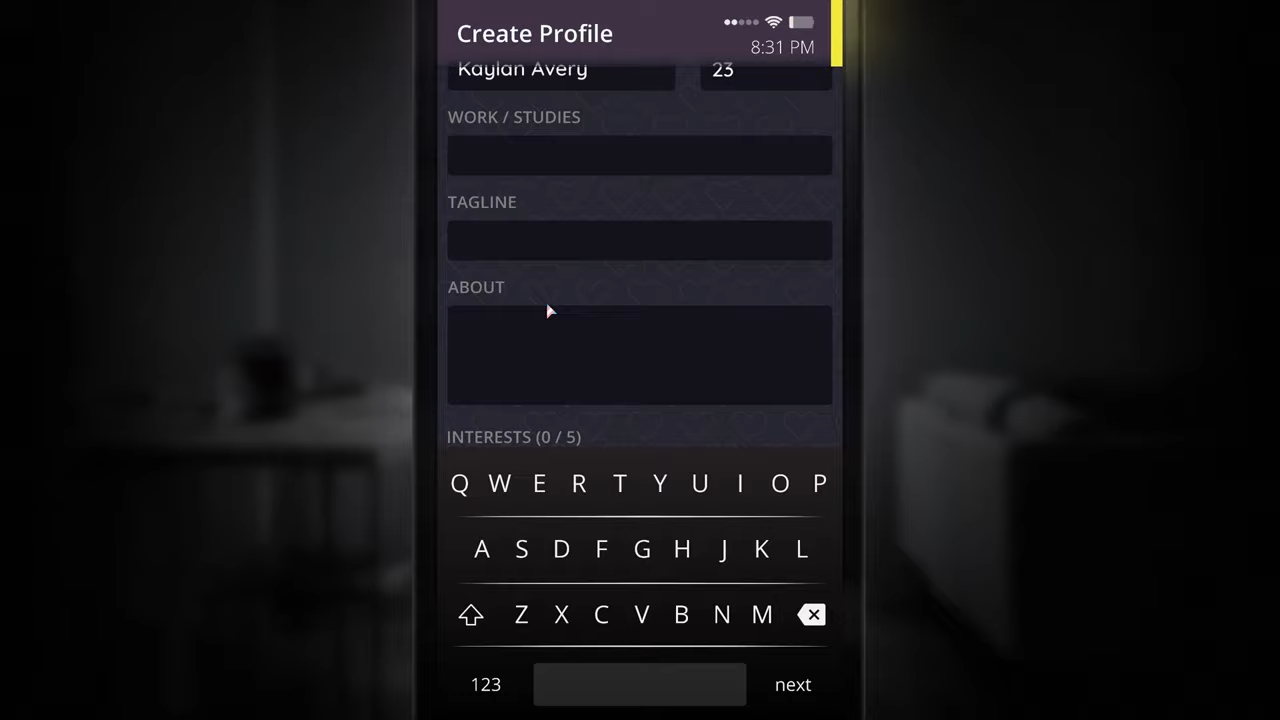 Create Profile
8:31 PM
Kaylan Avery 23
WORK / STUDIES
TAGLINE
ABOUT
INTERESTS (0 / 5)
Q W E R T Y U I O P
A S D F G H J K L
Z X C V B N M
123 next